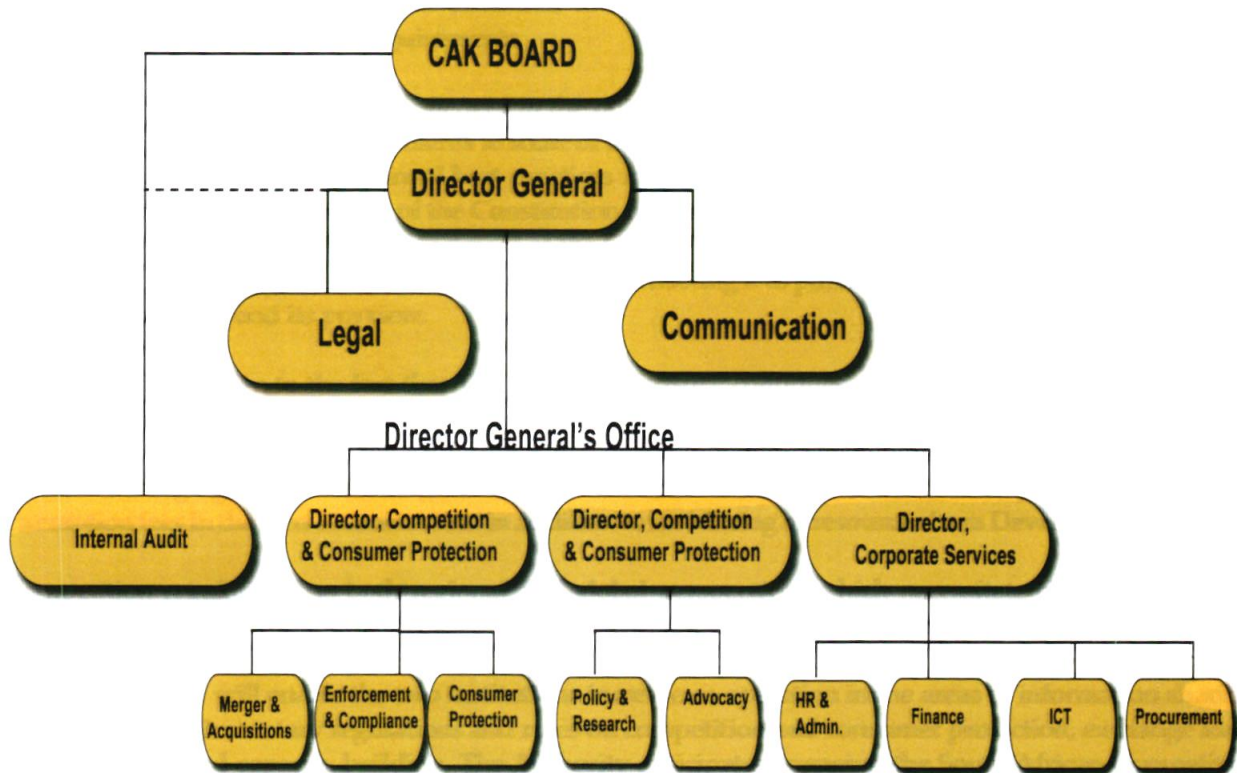 CAK BOARD
Director General
Legal
Communication
Director General's Office
Internal Audit
Director, Competition
& Consumer Protection
Director, Competition
& Consumer Protection
Director,
Corporate Services
Merger &
Acquisitions
Enforcement
& Compliance
Consumer
Protection
Policy &
Research
Advocacy
HR &
Admin.
Finance
ICT
Procurement